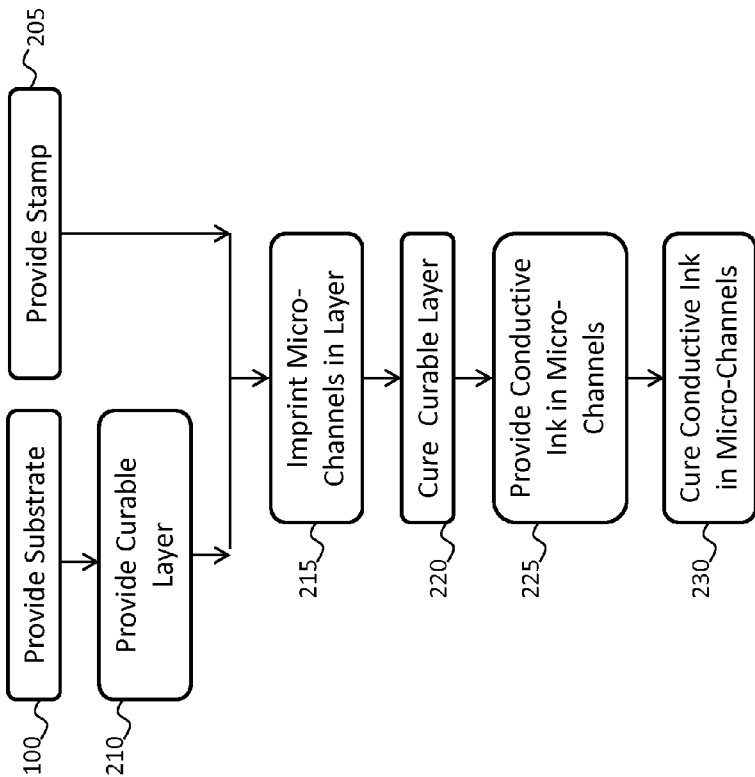 205
Provide Stamp
Provide Substrate
100
Provide Curable
Layer
210
Imprint Micro-
Channels in Layer
215
Cure Curable Layer
220
Provide Conductive
Ink in Micro-
Channels
225
Cure Conductive Ink
in Micro-Channels
230